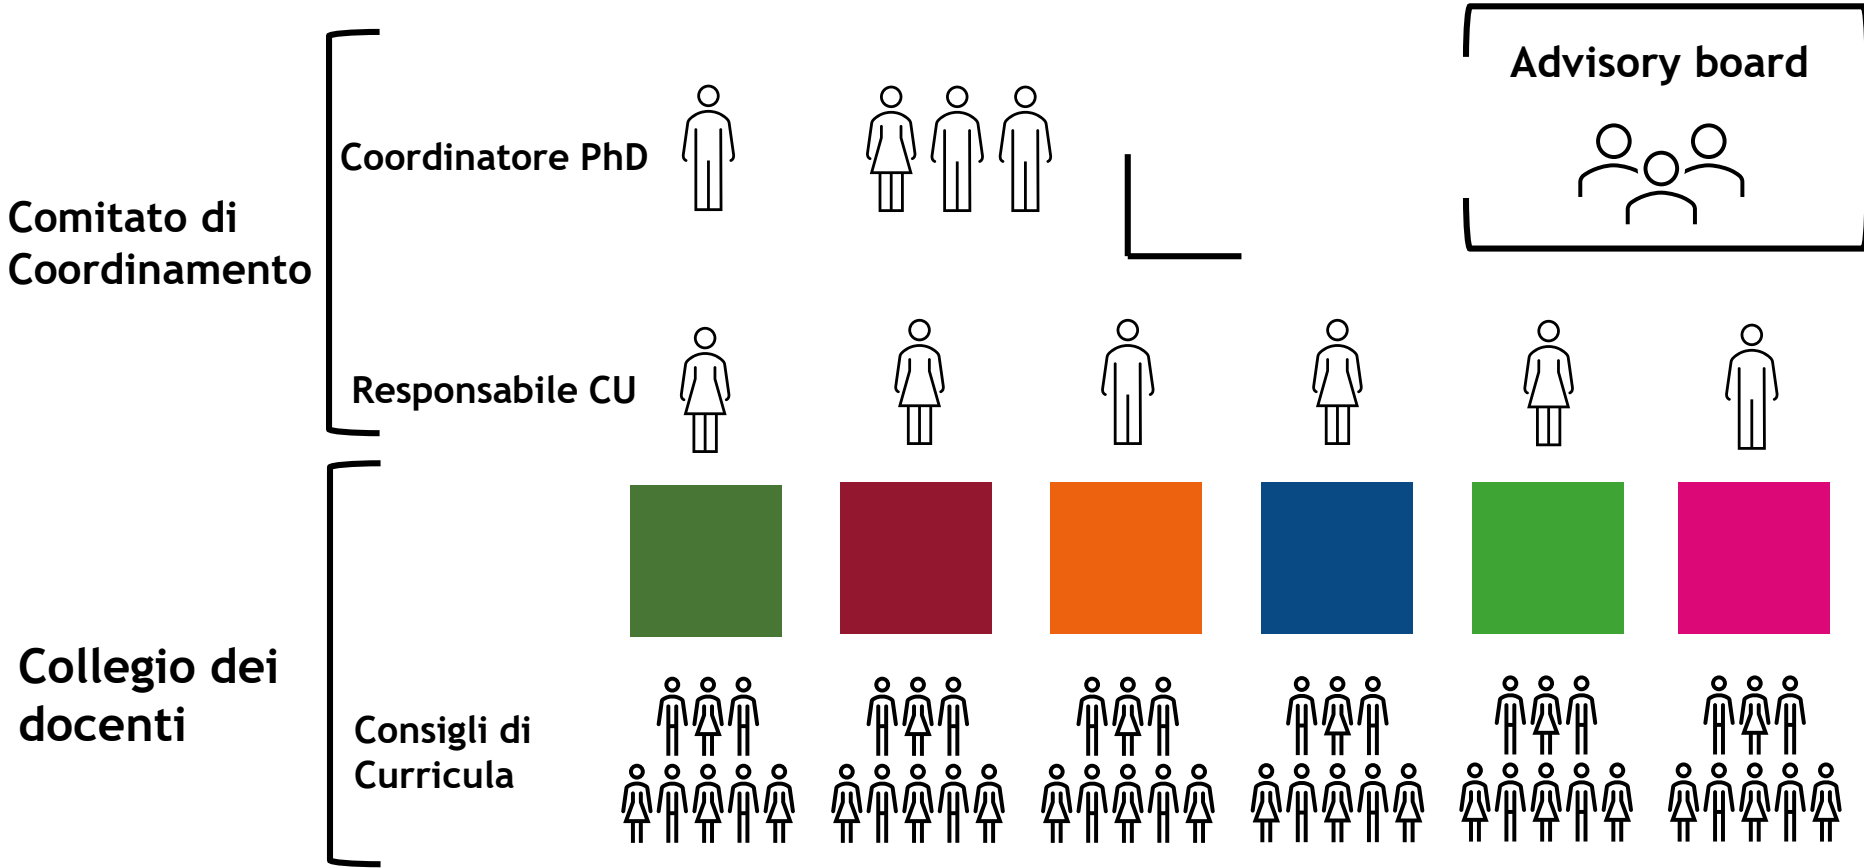 Advisory board
Coordinatore PhD
Comitato di
Coordinamento
Responsabile CU
Collegio dei
docenti
Consigli di
Curricula